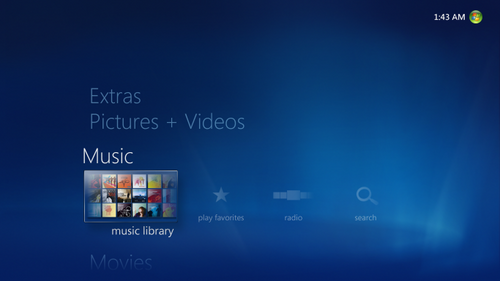 1:43 AM
Extras
Pictures + Videos
Music
play favorites
radio
search
music library
Movies